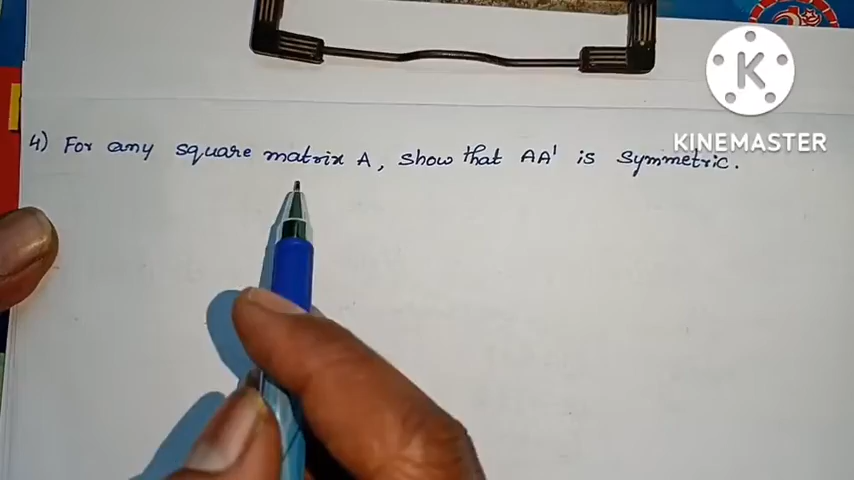 KINEMASTER
4) For any square matrix A, show that AA' is symmetric.